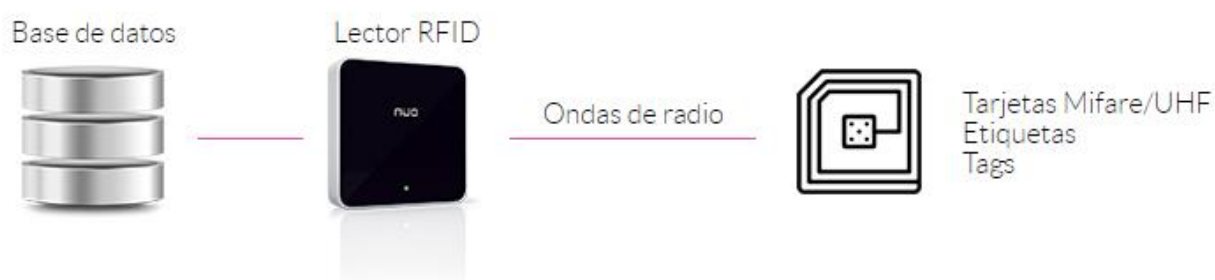 Base de datos
Lector RFID
nuo
Ondas de radio
Tarjetas Mifare/UHF
Etiquetas
Tags